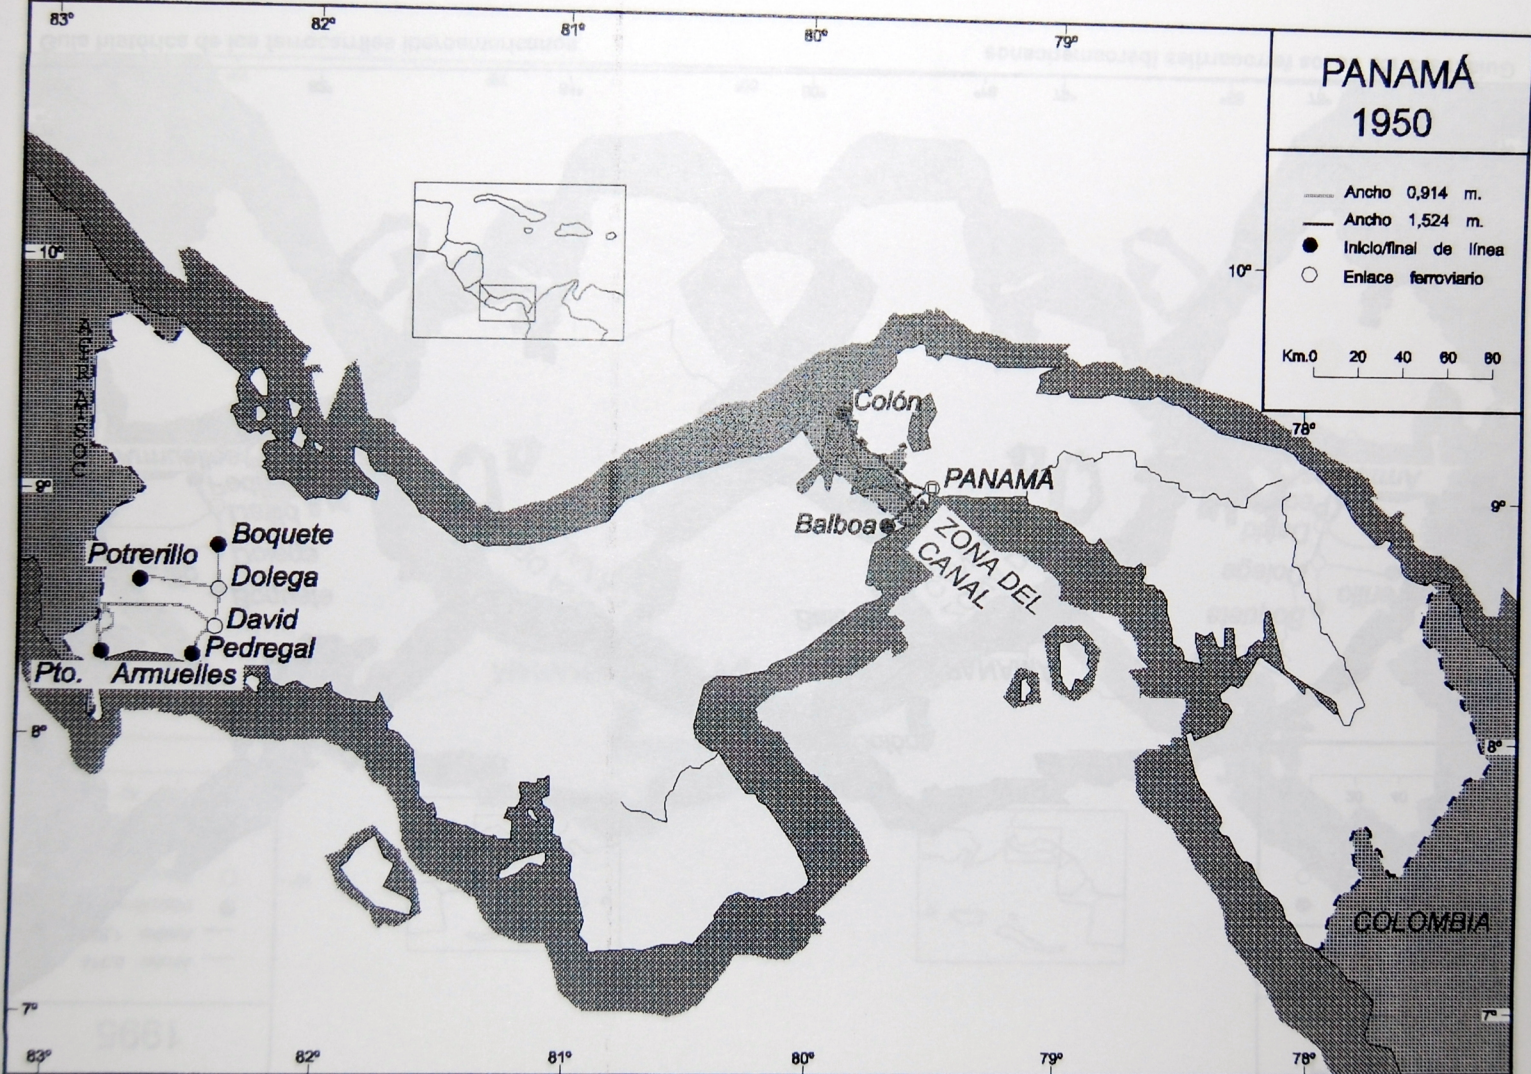 83º
82º
81º
80º
79º
PANAMÁ
1950
Ancho 0,914 m.
Ancho 1,524 m.
Inicio/final de línea
Enlace ferroviario
Km.0 20 40 60 80
10º
10º
78º
COSTA RICA
Colón
PANAMÁ
9º
9º
Balboa
ZONA DEL
CANAL
Boquete
Potrerillo
Dolega
David
Pedregal
Pto. Armuelles
8º
8º
COLOMBIA
7º
7º
83º
82º
81º
80º
79º
78º